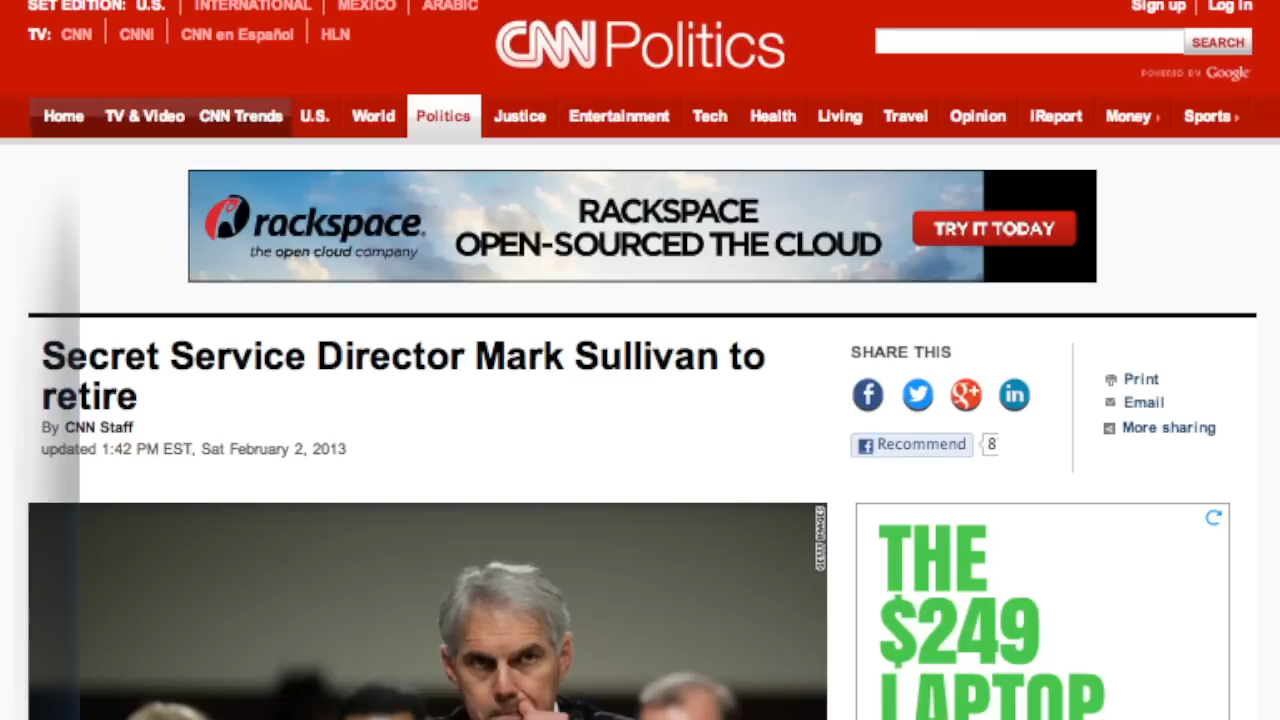 SET EDITION: U.S. INTERNATIONAL MÉXICO ARABIC
Sign up Log in
TV: CNN CNNI CNN en Español HLN
CNN Politics
SEARCH
POWERED BY Google
Home TV & Video CNN Trends U.S. World Politics Justice Entertainment Tech Health Living Travel Opinion iReport Money Sports
rackspace.
the open cloud company
RACKSPACE
OPEN-SOURCED THE CLOUD
TRY IT TODAY
Secret Service Director Mark Sullivan to
retire
By CNN Staff
updated 1:42 PM EST, Sat February 2, 2013
SHARE THIS
Recommend 8
Print
Email
More sharing
GETTY IMAGES
THE
$249
LAPTOP